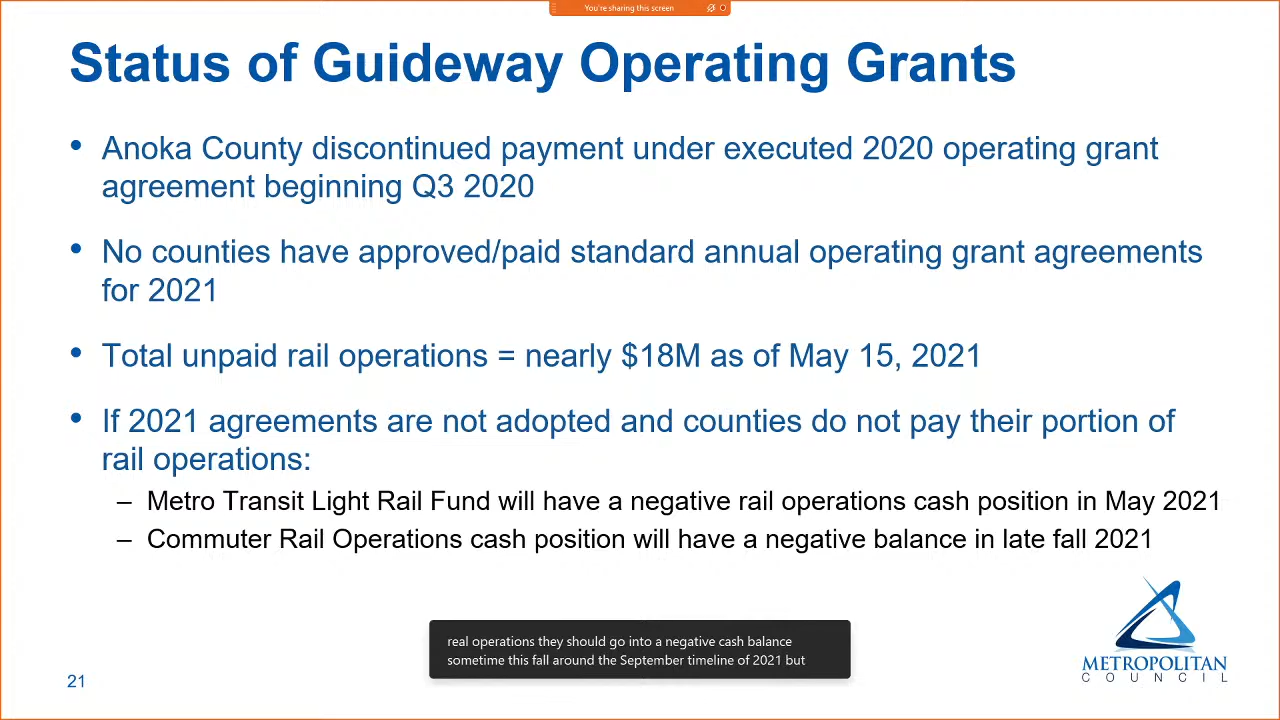 You're sharing this screen
Status of Guideway Operating Grants
• Anoka County discontinued payment under executed 2020 operating grant
agreement beginning Q3 2020
• No counties have approved/paid standard annual operating grant agreements
for 2021
• Total unpaid rail operations = nearly $18M as of May 15, 2021
• If 2021 agreements are not adopted and counties do not pay their portion of
rail operations:
– Metro Transit Light Rail Fund will have a negative rail operations cash position in May 2021
– Commuter Rail Operations cash position will have a negative balance in late fall 2021
real operations they should go into a negative cash balance
sometime this fall around the September timeline of 2021 but
METROPOLITAN
COUNCIL
21